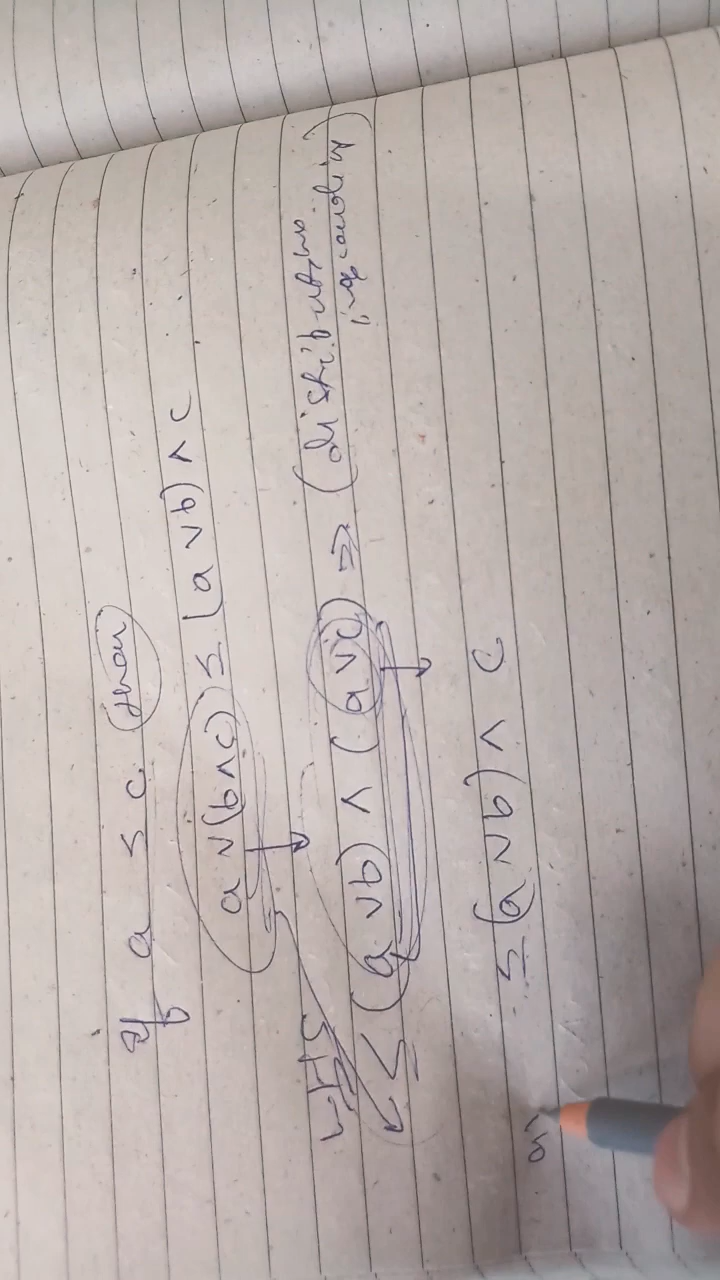 If a ≤ c then
a ∨ (b ∧ c) ≤ (a ∨ b) ∧ c
LHS ≤ (a ∨ b) ∧ (a ∨ c) ⇒ (distributive
inequality)
≤ (a ∨ b) ∧ c
a